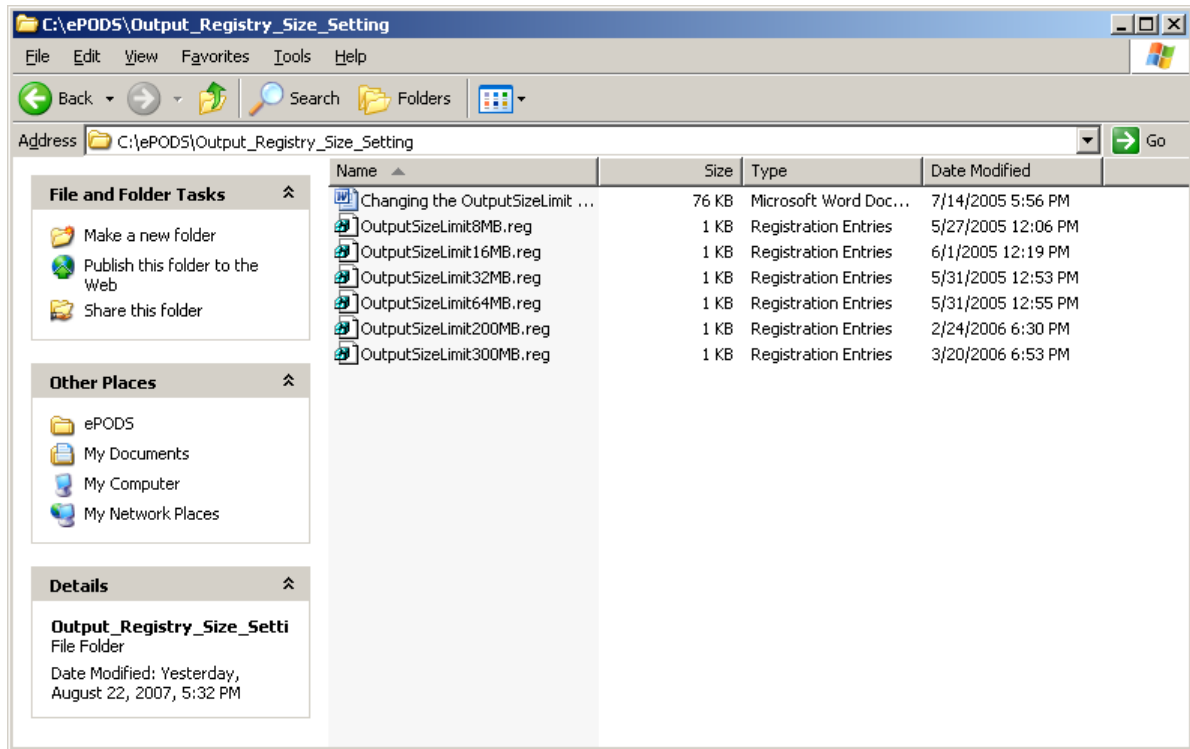 C:\ePODS\Output_Registry_Size_Setting
File Edit View Favorites Tools Help
Back Search Folders
Address C:\ePODS\Output_Registry_Size_Setting Go
File and Folder Tasks
Make a new folder
Publish this folder to the
Web
Share this folder
Other Places
ePODS
My Documents
My Computer
My Network Places
Details
Output_Registry_Size_Setti
File Folder
Date Modified: Yesterday,
August 22, 2007, 5:32 PM
Name Size Type Date Modified
Changing the OutputSizeLimit ... 76 KB Microsoft Word Doc... 7/14/2005 5:56 PM
OutputSizeLimit8MB.reg 1 KB Registration Entries 5/27/2005 12:06 PM
OutputSizeLimit16MB.reg 1 KB Registration Entries 6/1/2005 12:19 PM
OutputSizeLimit32MB.reg 1 KB Registration Entries 5/31/2005 12:53 PM
OutputSizeLimit64MB.reg 1 KB Registration Entries 5/31/2005 12:55 PM
OutputSizeLimit200MB.reg 1 KB Registration Entries 2/24/2006 6:30 PM
OutputSizeLimit300MB.reg 1 KB Registration Entries 3/20/2006 6:53 PM